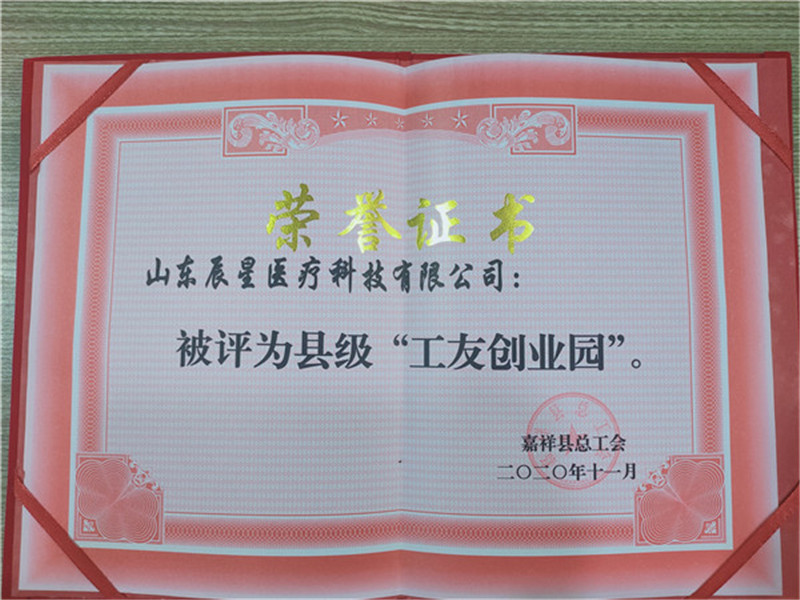 荣誉证书
山东辰星医疗科技有限公司：
被评为县级“工友创业园”。
嘉祥县总工会
二〇二〇年十一月